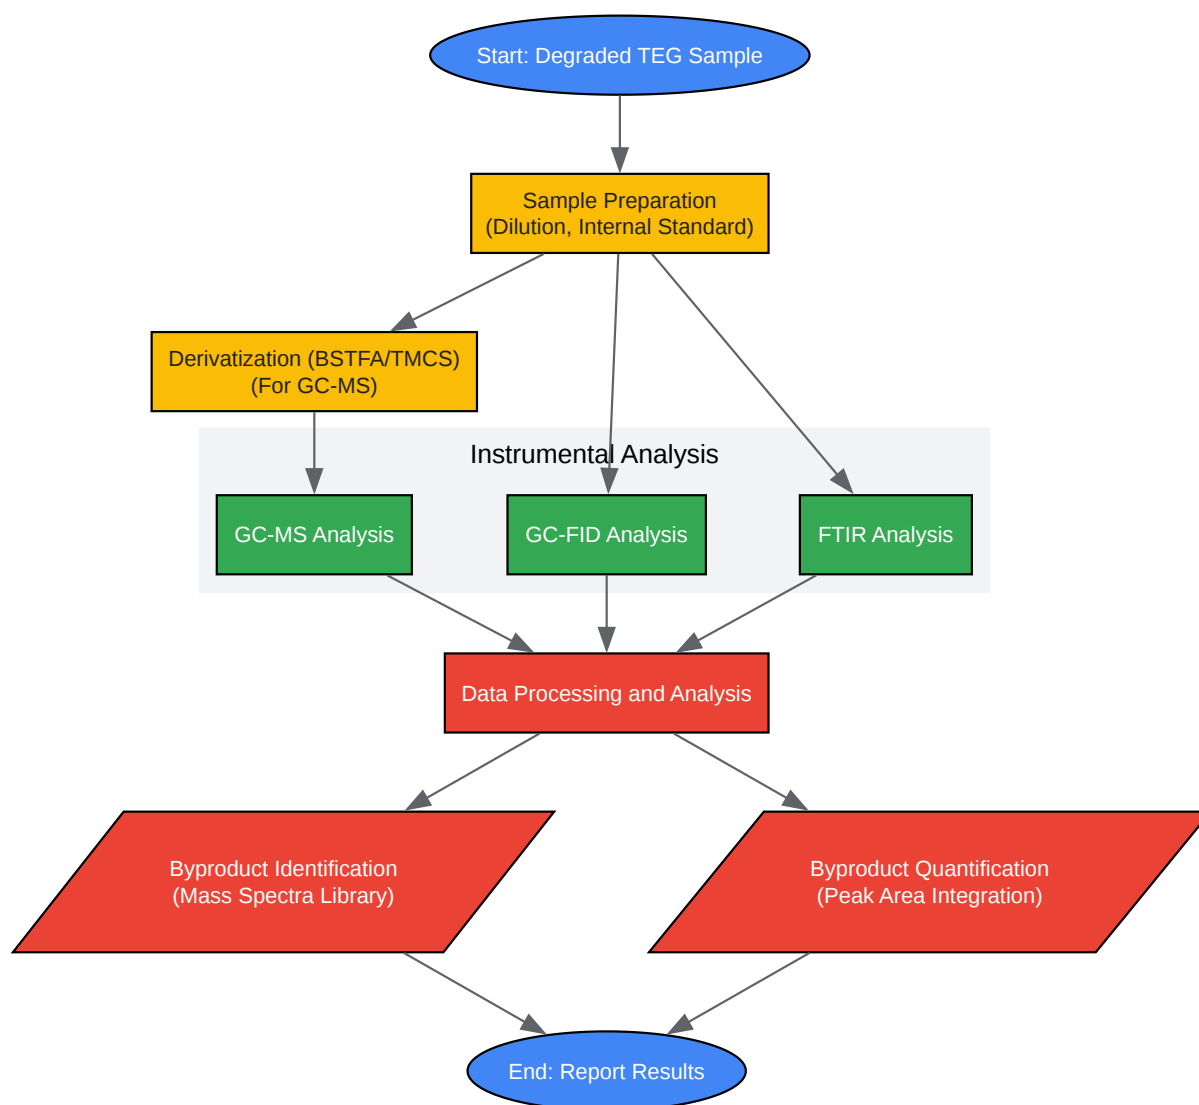 Start: Degraded TEG Sample
Sample Preparation
(Dilution, Internal Standard)
Derivatization (BSTFA/TMCS)
(For GC-MS)
Instrumental Analysis
GC-MS Analysis
GC-FID Analysis
FTIR Analysis
Data Processing and Analysis
Byproduct Identification
(Mass Spectra Library)
Byproduct Quantification
(Peak Area Integration)
End: Report Results